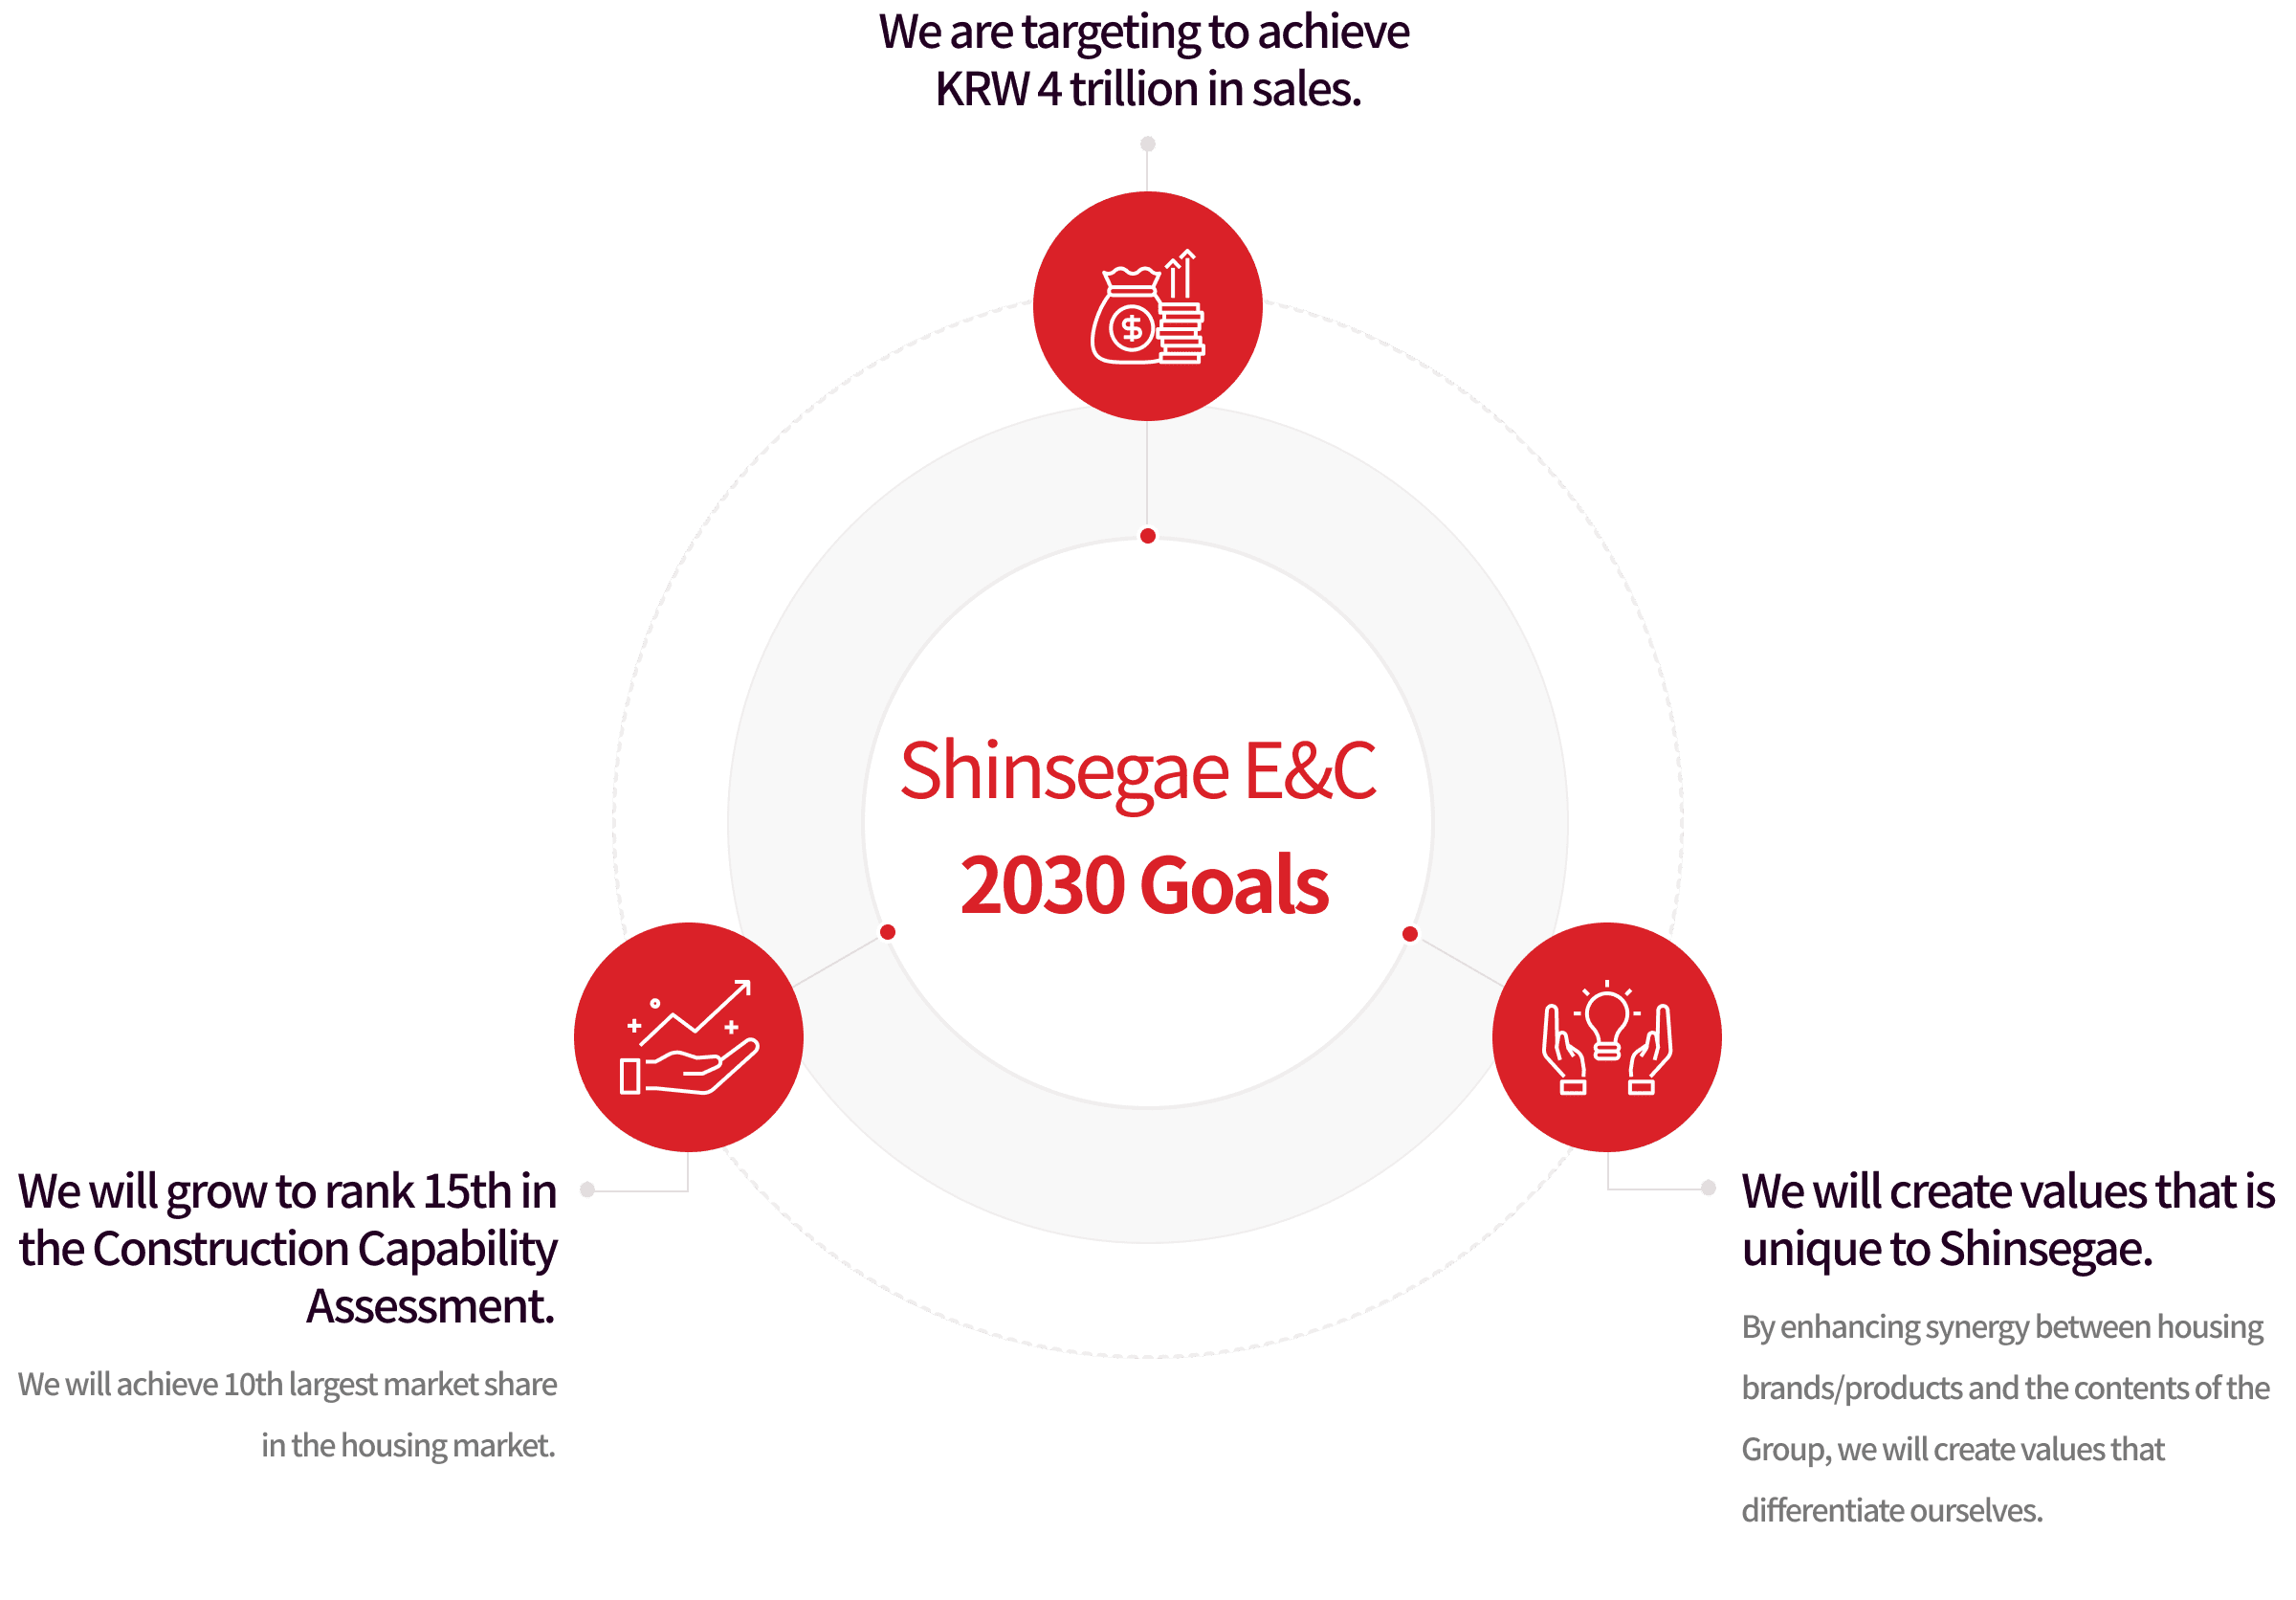 We are targeting to achieve
KRW 4 trillion in sales.
$
Shinsegae E&C
2030 Goals
We will grow to rank 15th in
the Construction Capability
Assessment.
We will achieve 10th largest market share
in the housing market.
We will create values that is
unique to Shinsegae.
By enhancing synergy between housing
brands/products and the contents of the
Group, we will create values that
differentiate ourselves.